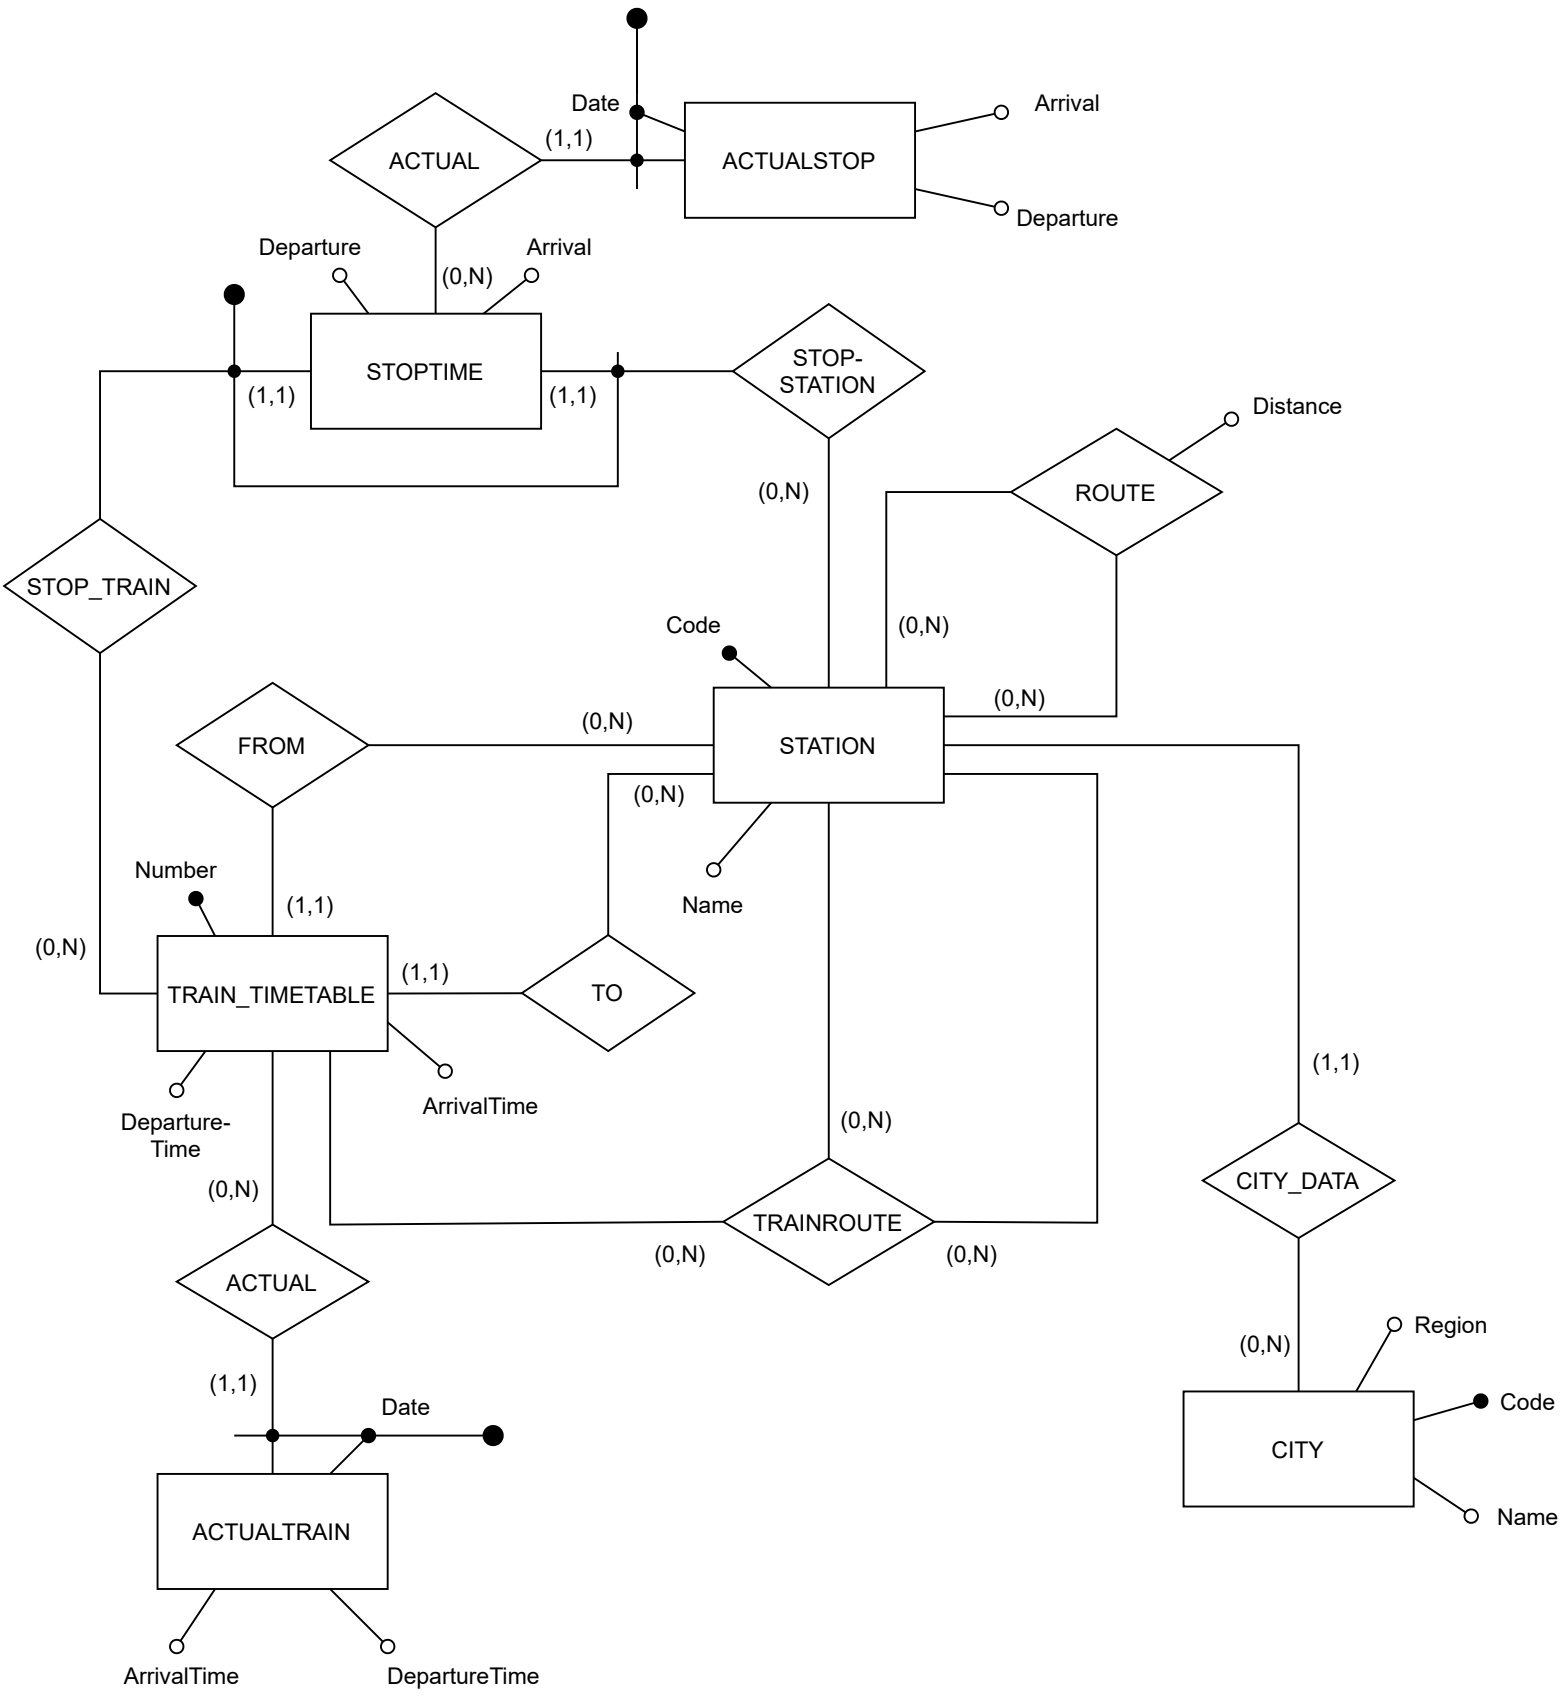 Date
Arrival
(1,1)
ACTUAL
ACTUALSTOP
Departure
Departure
Arrival
(0,N)
STOPTIME
(1,1)
(1,1)
STOP-
STATION
Distance
(0,N)
ROUTE
STOP_TRAIN
Code
(0,N)
(0,N)
(0,N)
FROM
STATION
(0,N)
Number
(1,1)
Name
(0,N)
(1,1)
TRAIN_TIMETABLE
TO
(1,1)
ArrivalTime
Departure-
Time
(0,N)
(0,N)
CITY_DATA
TRAINROUTE
(0,N)
(0,N)
ACTUAL
Region
(0,N)
(1,1)
Date
Code
CITY
Name
ACTUALTRAIN
ArrivalTime
DepartureTime